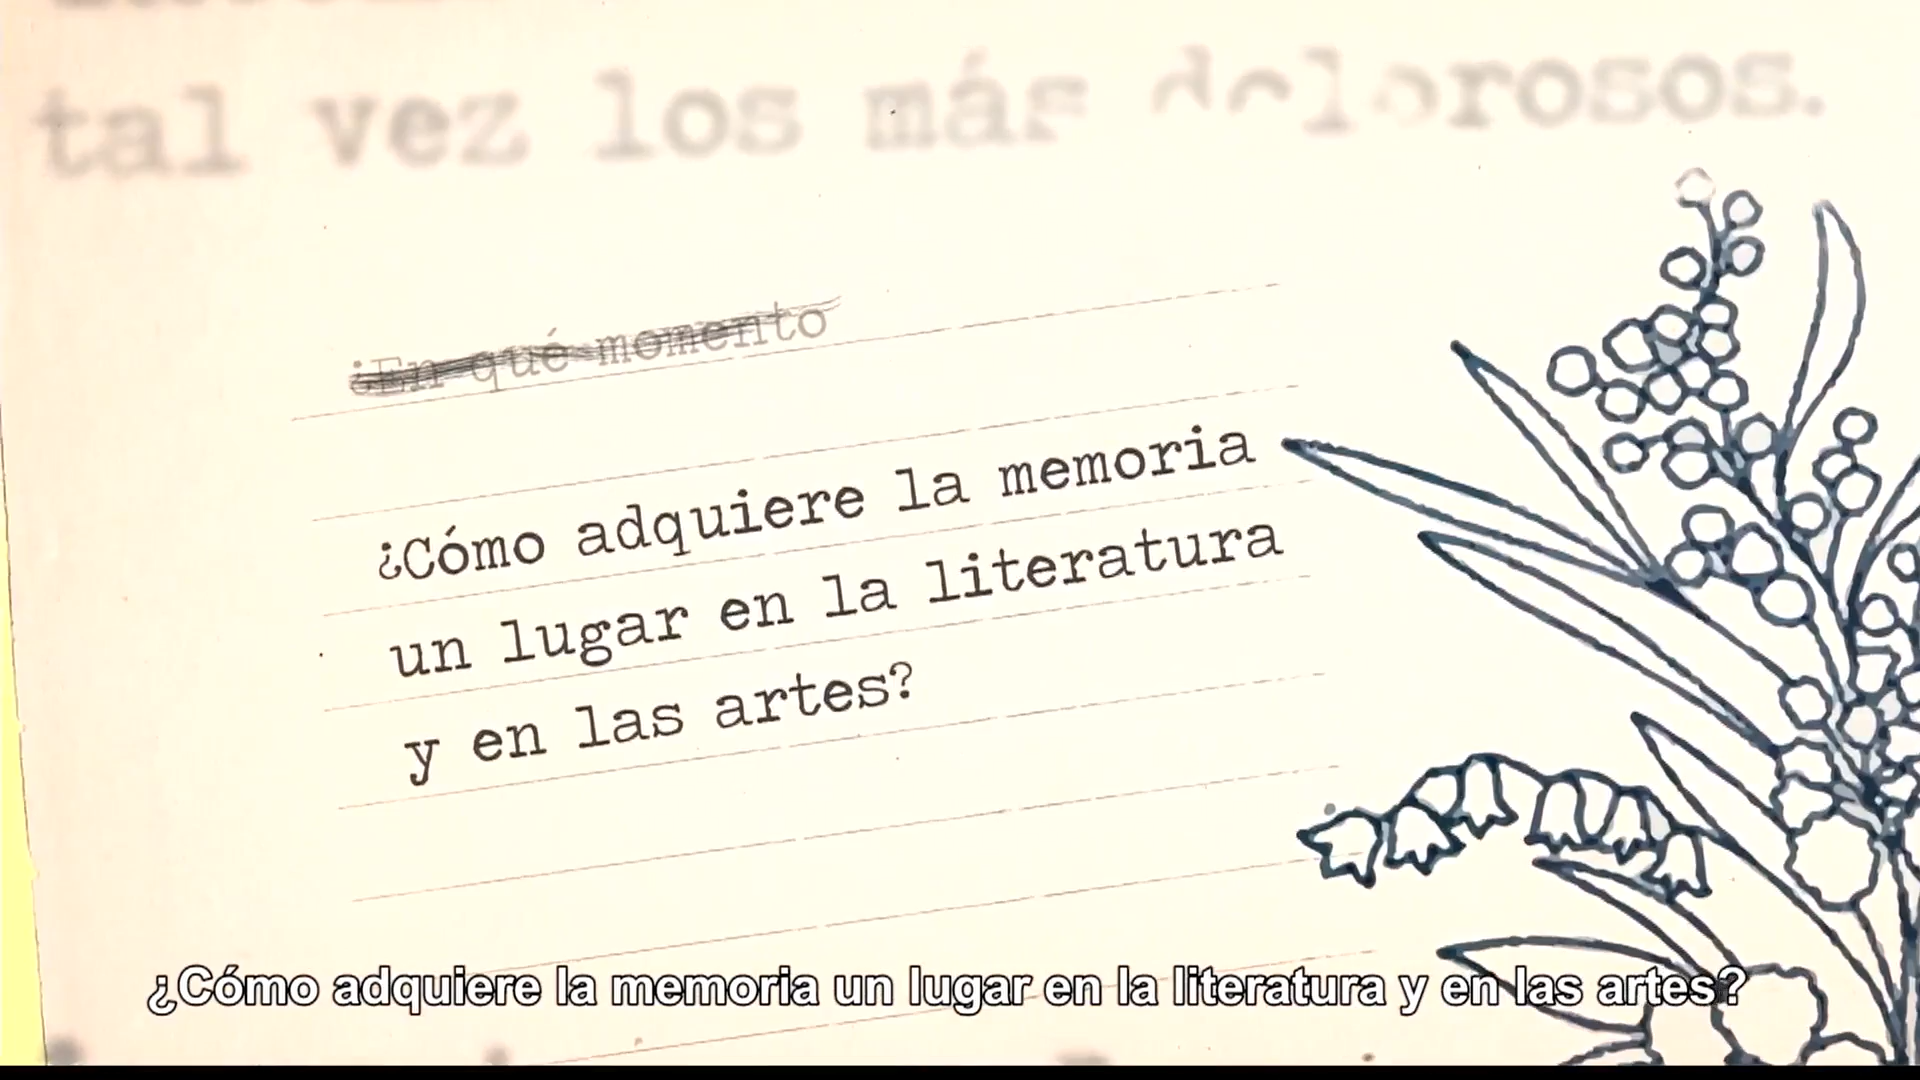 tal vez los más dolorosos.
¿En qué momento
¿Cómo adquiere la memoria
un lugar en la literatura
y en las artes?
¿Cómo adquiere la memoria un lugar en la literatura y en las artes?